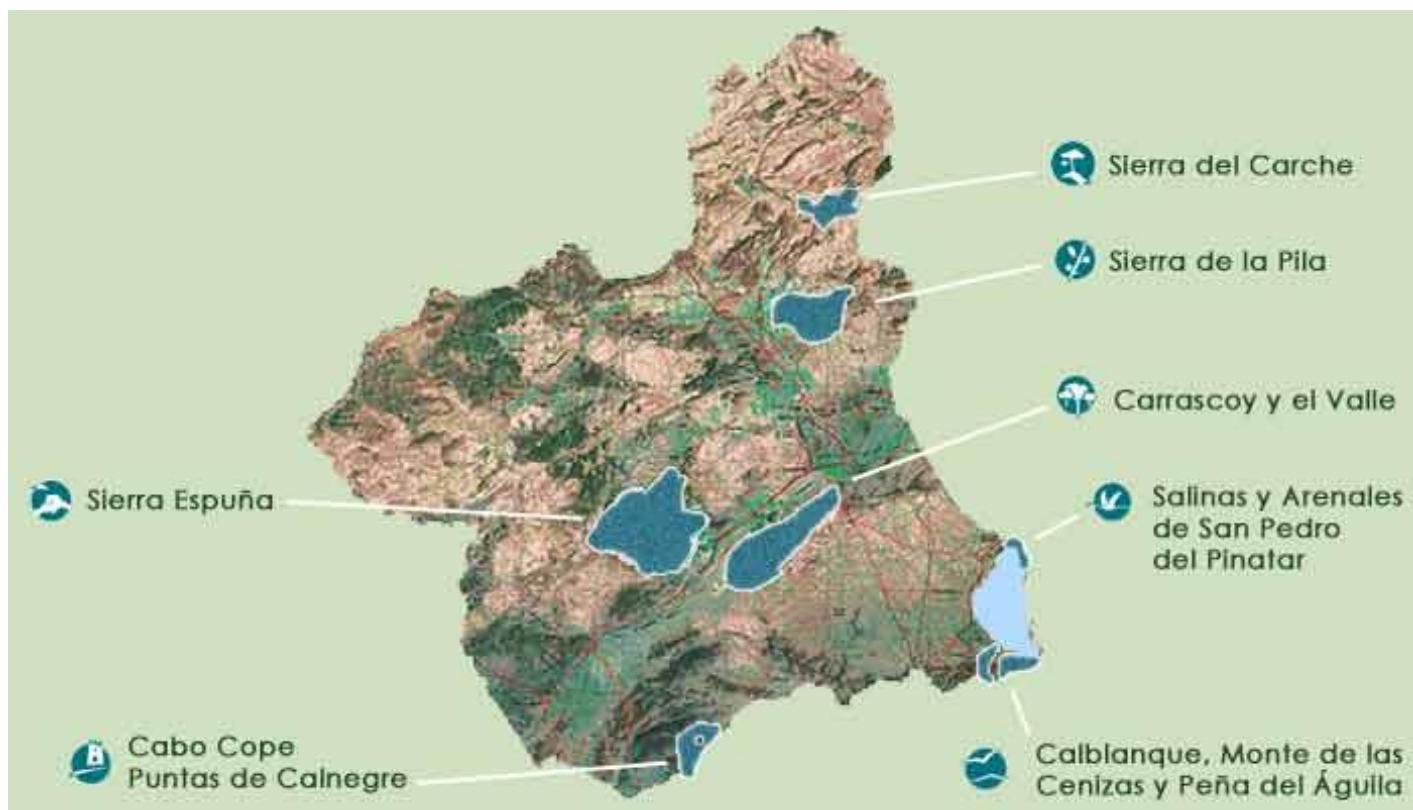 Sierra del Carche
Sierra de la Pila
Carrascoy y el Valle
Sierra Espuña
Salinas y Arenales
de San Pedro
del Pinatar
Cabo Cope
Puntas de Calnegre
Calblanque, Monte de las
Cenizas y Peña del Águila